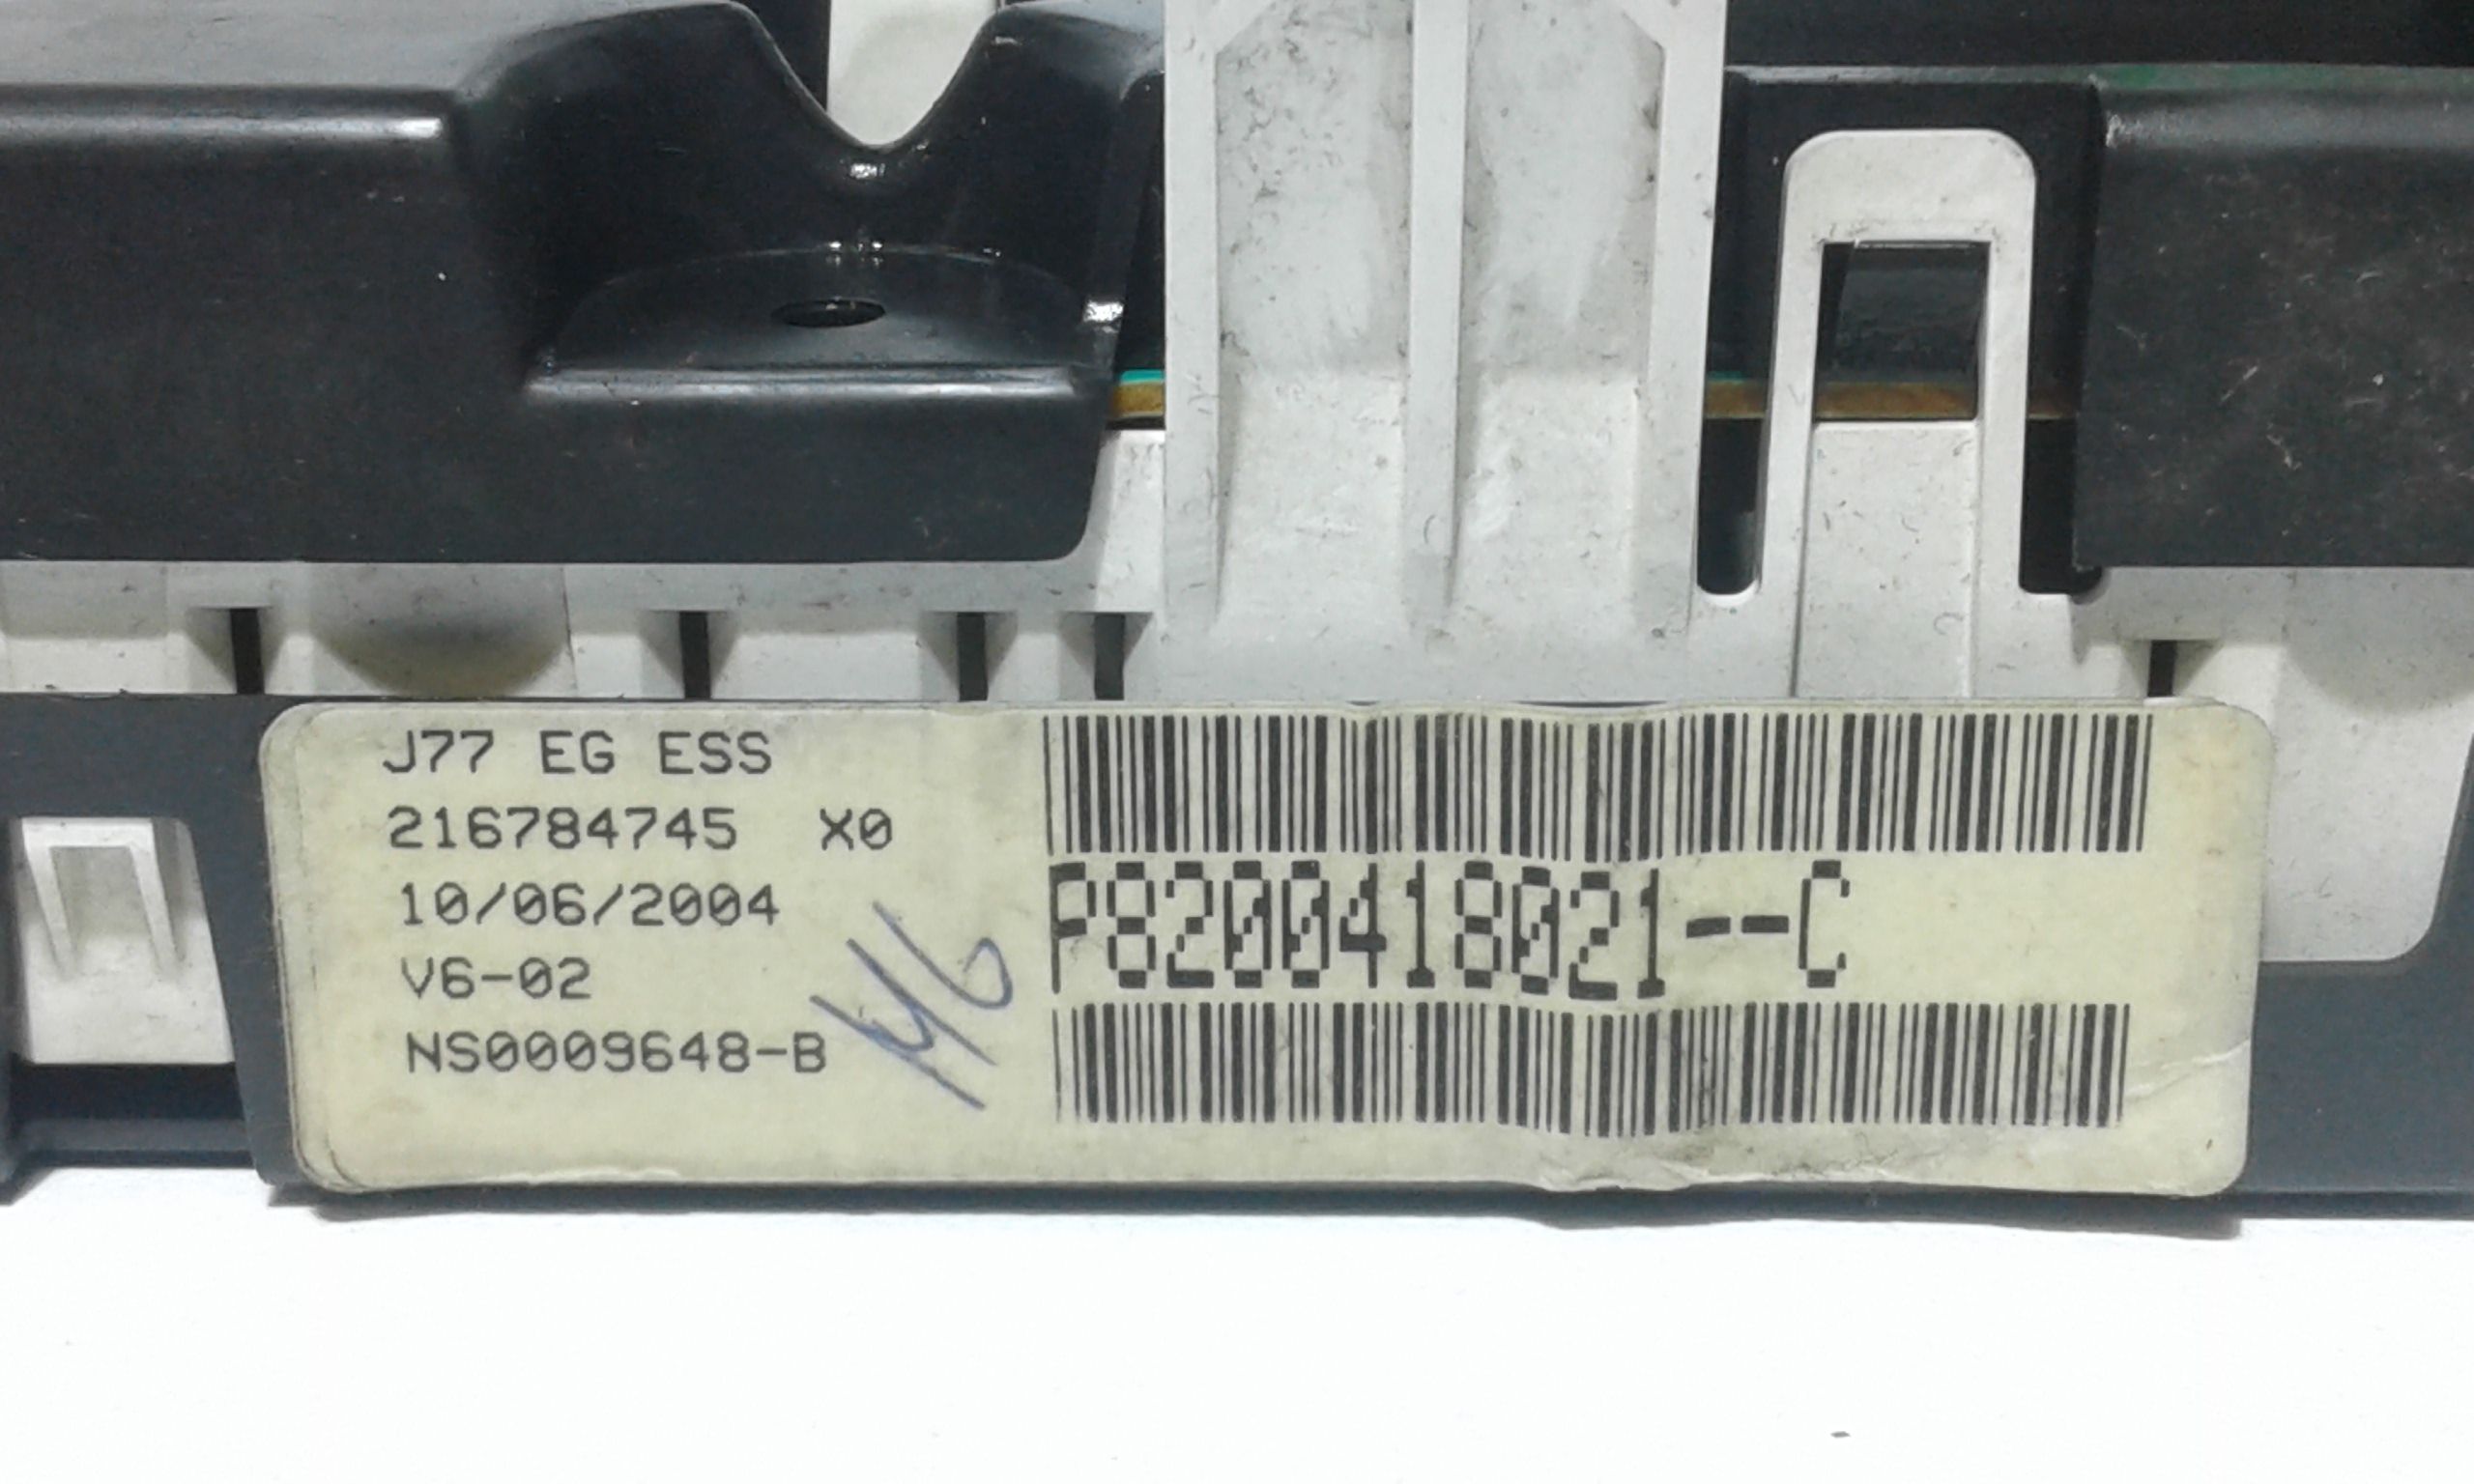 J77 EG ESS
216784745 X0
10/06/2004
V6-02
NS0009648-B
P8200418021--C